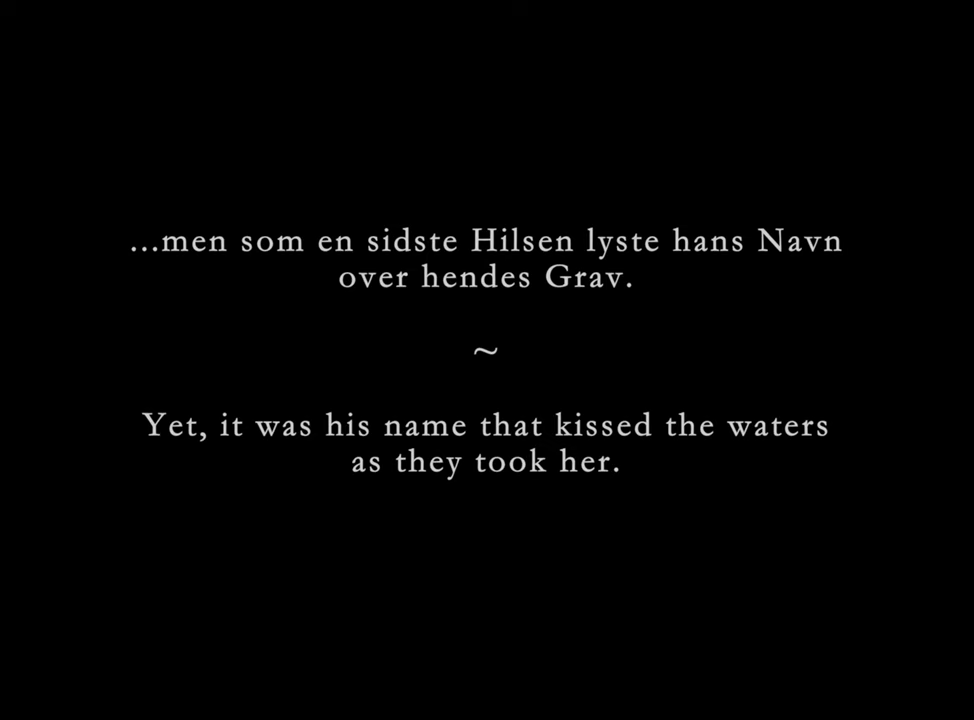 ...men som en sidste Hilsen lyste hans Navn
over hendes Grav.
~
Yet, it was his name that kissed the waters
as they took her.